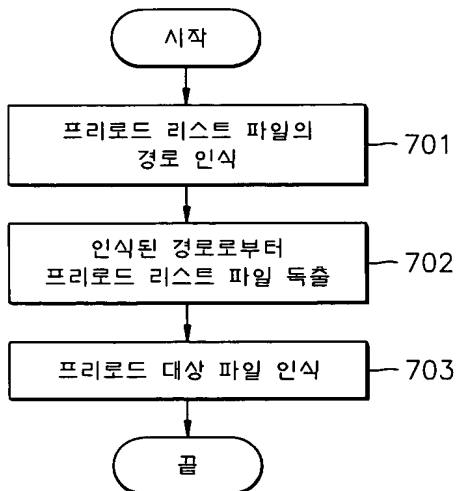 시작
프리로드 리스트 파일의
경로 인식
701
인식된 경로로부터
프리로드 리스트 파일 독출
702
프리로드 대상 파일 인식
703
끝